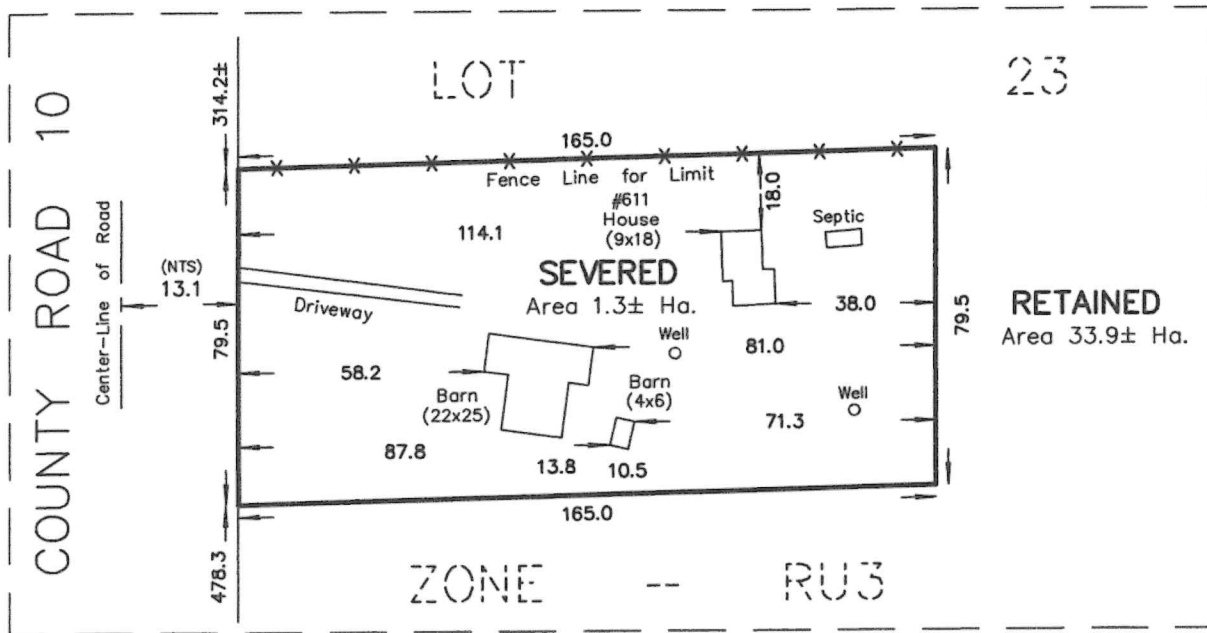 LOT 23
COUNTY ROAD 10
314.2±
165.0
Fence Line for Limit
#611
House
(9x18)
18.0
Septic
114.1
Center-Line of Road
(NTS)
13.1
SEVERED
Area 1.3± Ha.
Driveway
38.0
79.5
79.5
RETAINED
Area 33.9± Ha.
Well
81.0
58.2
Barn
(22x25)
Barn
(4x6)
Well
71.3
87.8
13.8
10.5
165.0
478.3
ZONE -- RU3